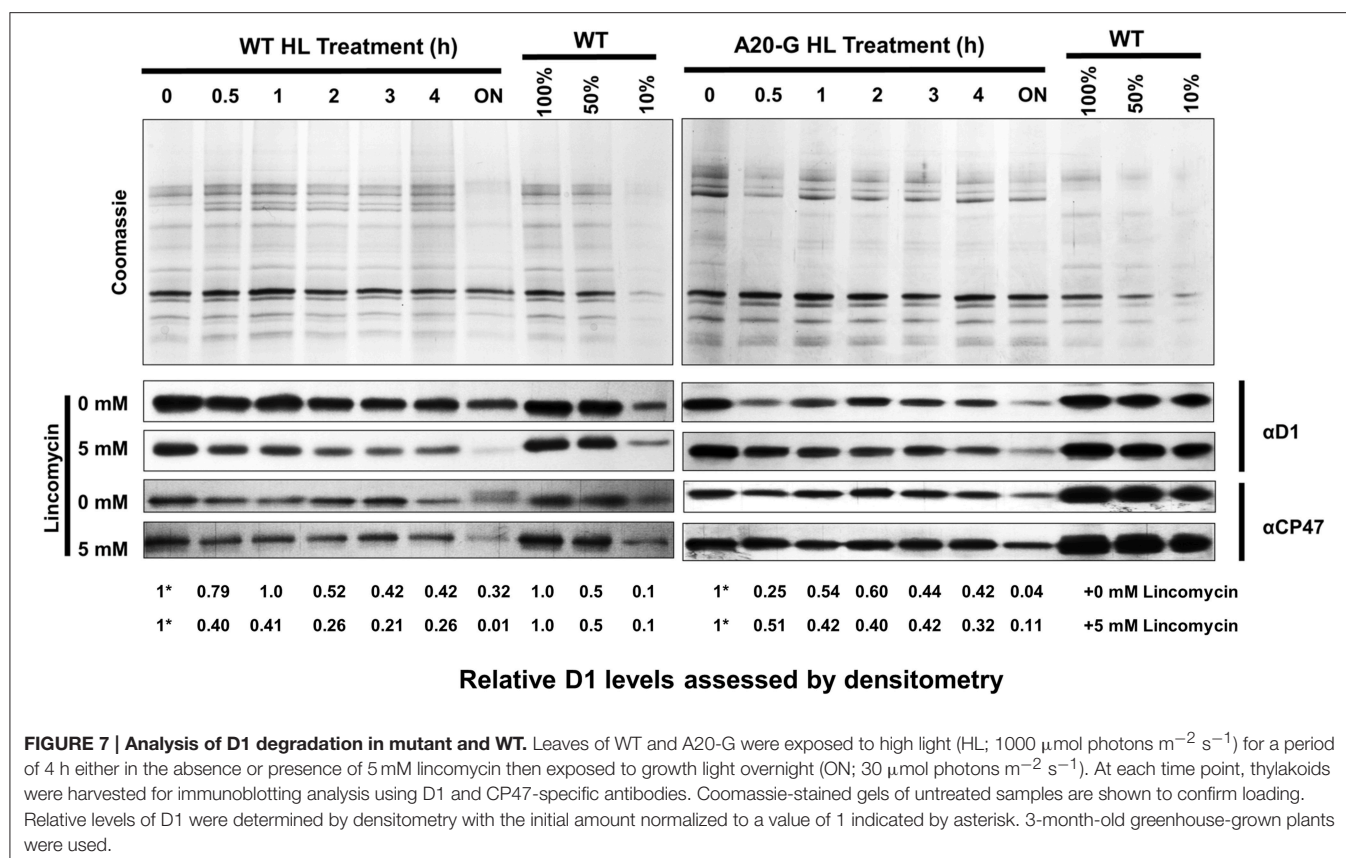 WT HL Treatment (h) WT A20-G HL Treatment (h) WT
0 0.5 1 2 3 4 ON 100% 50% 10% 0 0.5 1 2 3 4 ON 100% 50% 10%
Coomassie
Lincomycin
0 mM
5 mM
αD1
0 mM
5 mM
αCP47
1* 0.79 1.0 0.52 0.42 0.42 0.32 1.0 0.5 0.1 1* 0.25 0.54 0.60 0.44 0.42 0.04 +0 mM Lincomycin
1* 0.40 0.41 0.26 0.21 0.26 0.01 1.0 0.5 0.1 1* 0.51 0.42 0.40 0.42 0.32 0.11 +5 mM Lincomycin
Relative D1 levels assessed by densitometry
FIGURE 7 | Analysis of D1 degradation in mutant and WT. Leaves of WT and A20-G were exposed to high light (HL; 1000 μmol photons m⁻² s⁻¹) for a period
of 4 h either in the absence or presence of 5 mM lincomycin then exposed to growth light overnight (ON; 30 μmol photons m⁻² s⁻¹). At each time point, thylakoids
were harvested for immunoblotting analysis using D1 and CP47-specific antibodies. Coomassie-stained gels of untreated samples are shown to confirm loading.
Relative levels of D1 were determined by densitometry with the initial amount normalized to a value of 1 indicated by asterisk. 3-month-old greenhouse-grown plants
were used.